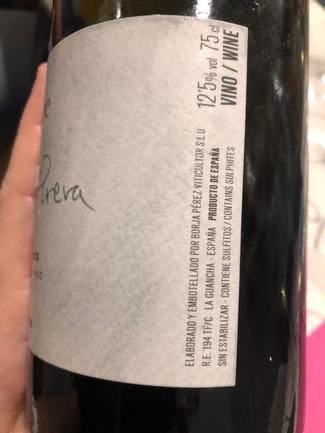 12'5% vol 75 cl
VINO / WINE
ELABORADO Y EMBOTELLADO POR BORJA PÉREZ VITICULTOR S.L.U
R.E. 194 TF/C LA GUANCHA - ESPAÑA PRODUCTO DE ESPAÑA
SIN ESTABILIZAR - CONTIENE SULFITOS / CONTAINS SULPHITES